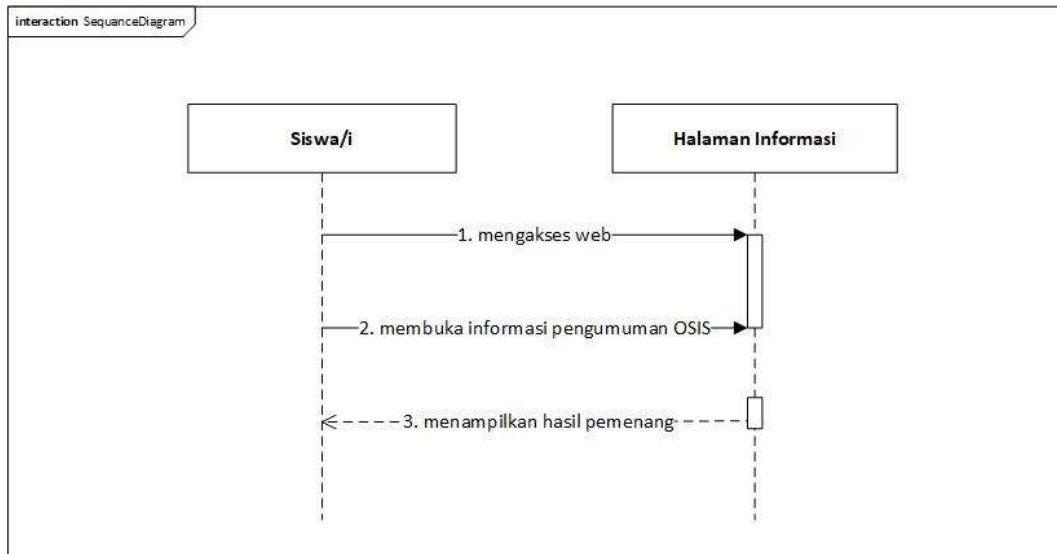 interaction SequanceDiagram
Siswa/i
Halaman Informasi
1. mengakses web
2. membuka informasi pengumuman OSIS
3. menampilkan hasil pemenang